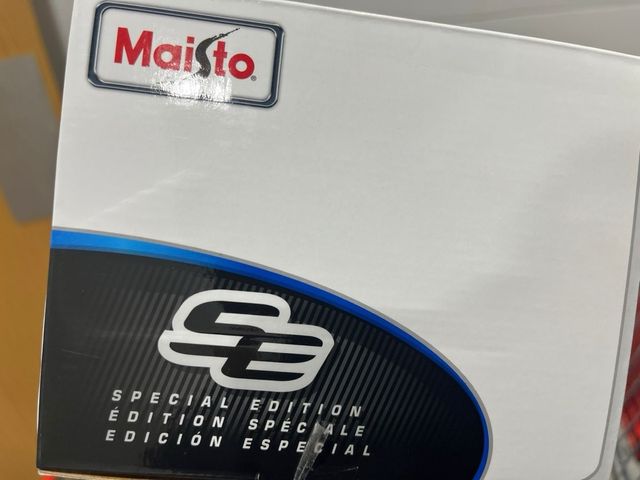 Maisto®
SE
SPECIAL EDITION
ÉDITION SPÉCIALE
EDICIÓN ESPECIAL